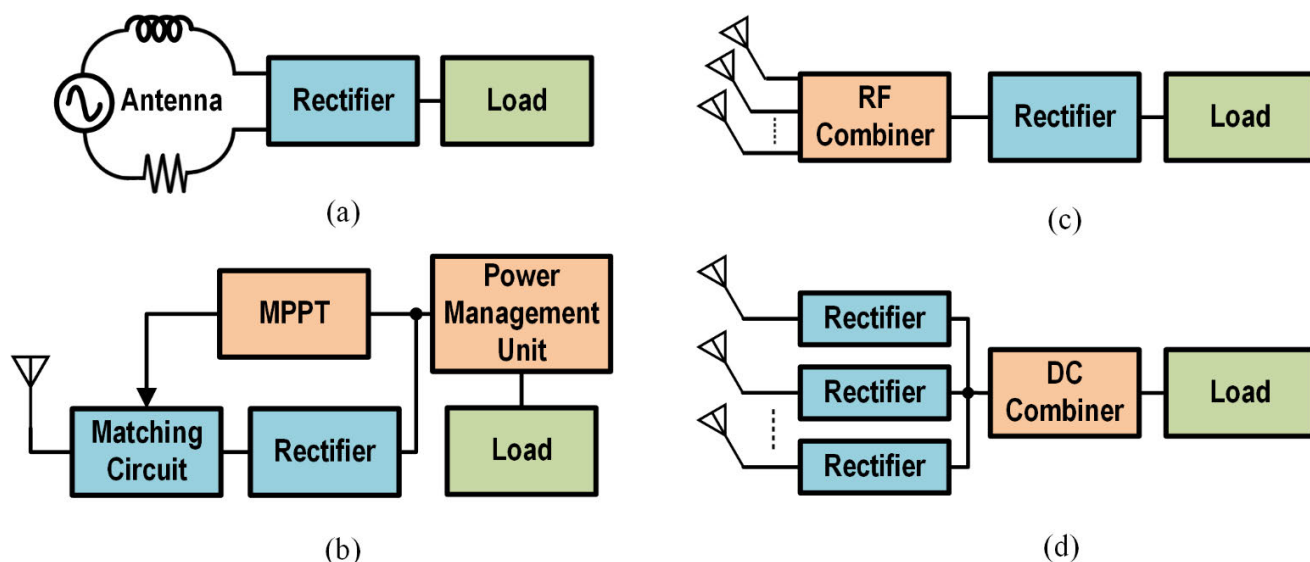 Antenna
Rectifier
Load
(a)
RF
Combiner
Rectifier
Load
(c)
MPPT
Power
Management
Unit
Matching
Circuit
Rectifier
Load
(b)
Rectifier
Rectifier
Rectifier
DC
Combiner
Load
(d)